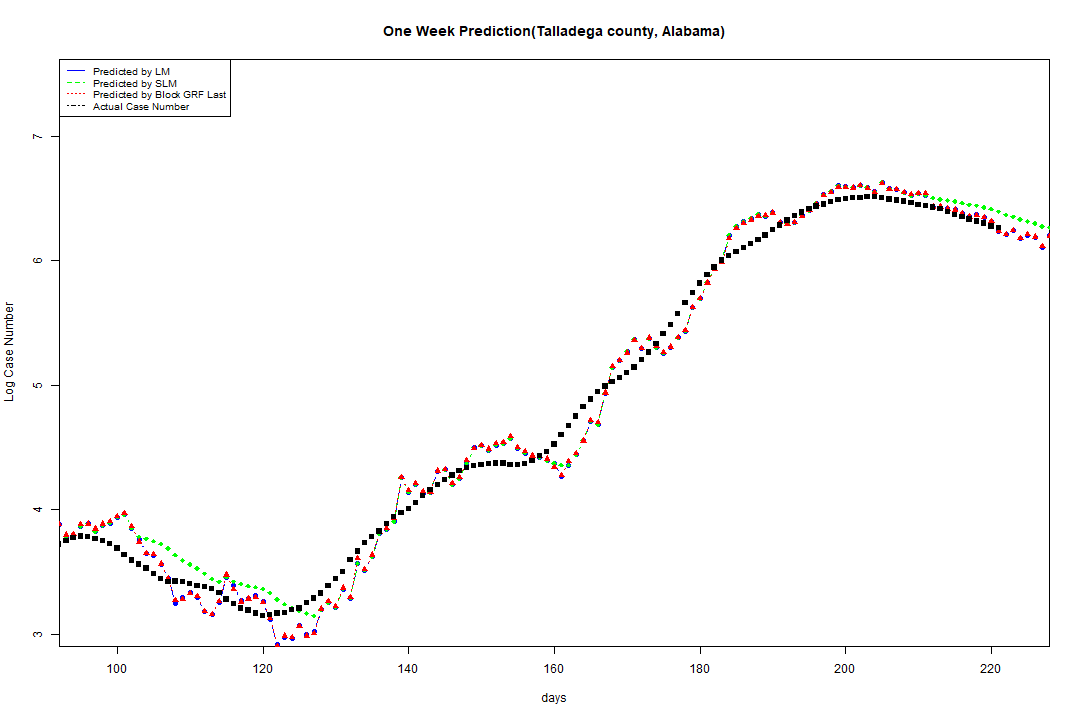 One Week Prediction(Talladega county, Alabama)
Predicted by LM
Predicted by SLM
Predicted by Block GRF Last
Actual Case Number
7
6
5
4
3
Log Case Number
100 120 140 160 180 200 220
days